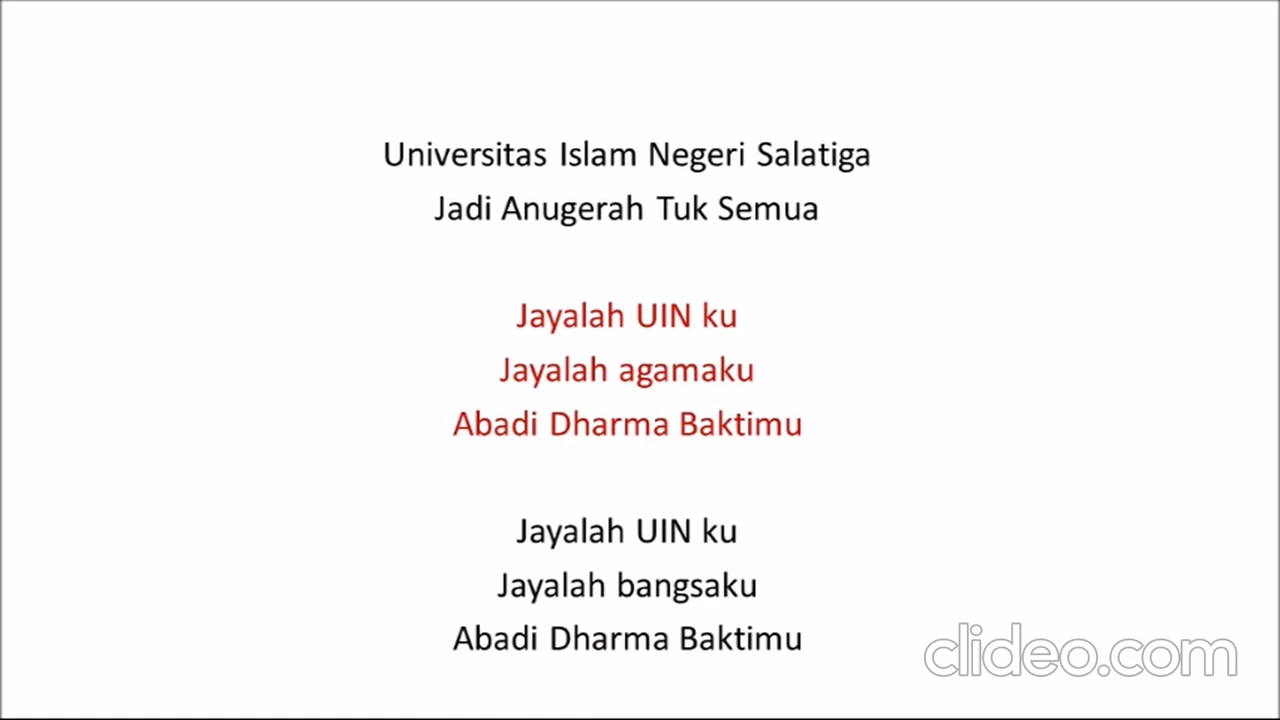 Universitas Islam Negeri Salatiga
Jadi Anugerah Tuk Semua
Jayalah UIN ku
Jayalah agamaku
Abadi Dharma Baktimu
Jayalah UIN ku
Jayalah bangsaku
Abadi Dharma Baktimu
clideo.com